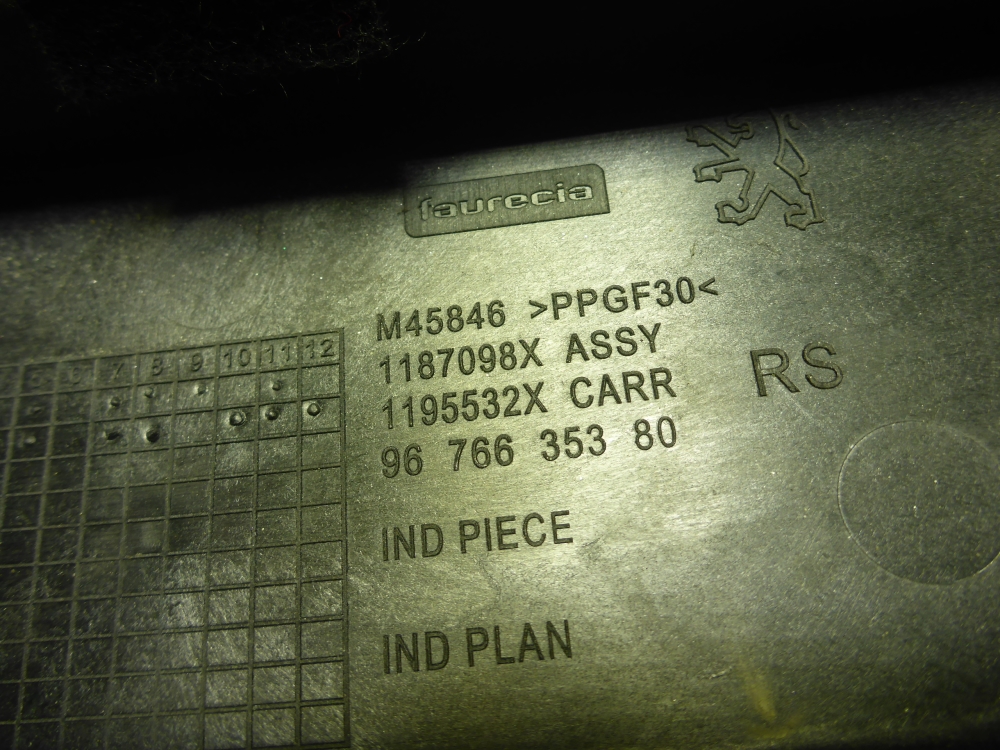 faurecia
M45846 >PPGF30<
1187098X ASSY
1195532X CARR
96 766 353 80
RS
IND PIECE
IND PLAN
7 8 9 10 11 12